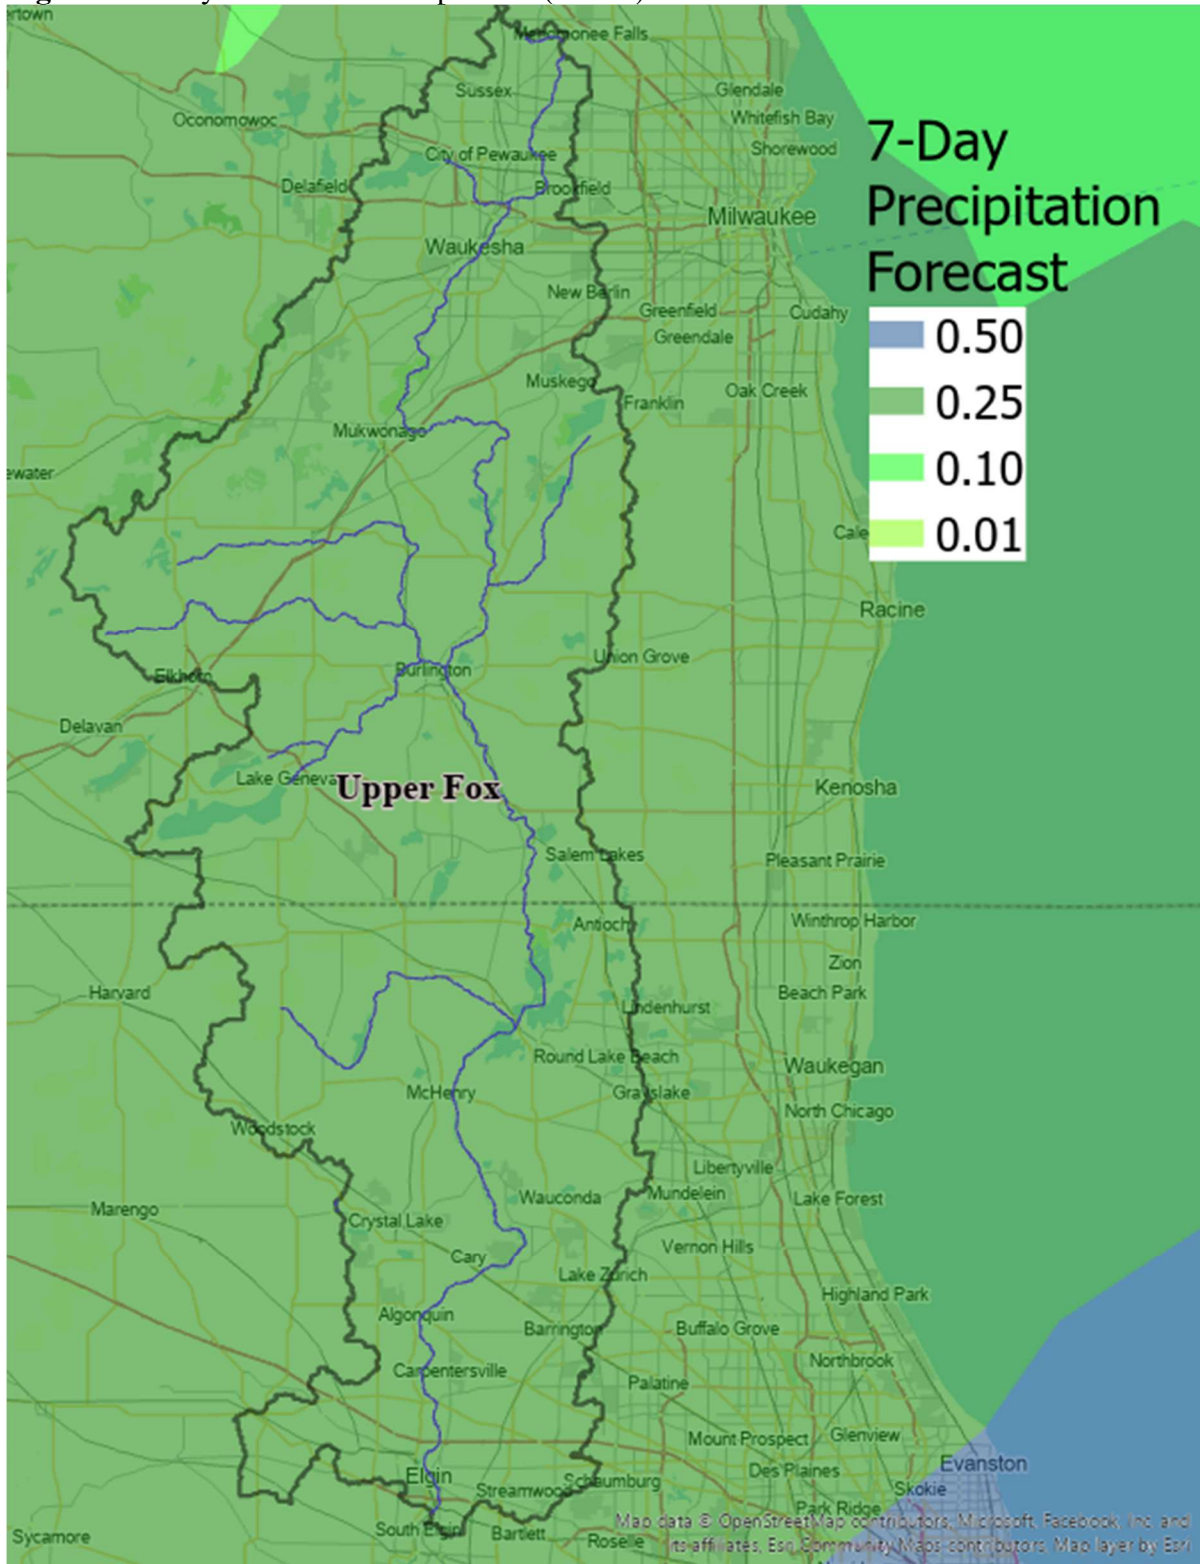 ertown
Menomonee Falls
Sussex
Glendale
Oconomowoc
Whitefish Bay
7-Day
Precipitation
Forecast
0.50
0.25
0.10
0.01
Shorewood
City of Pewaukee
Delafield
Brookfield
Milwaukee
Waukesha
New Berlin
Greenfield
Cudahy
Greendale
Muskego
Oak Creek
Franklin
Mukwonago
ewater
Cale
Racine
Union Grove
Burlington
Elkhorn
Delavan
Lake Geneva
Upper Fox
Kenosha
Salem Lakes
Pleasant Prairie
Antioch
Winthrop Harbor
Zion
Harvard
Beach Park
Lindenhurst
Round Lake Beach
Waukegan
McHenry
Grayslake
North Chicago
Woodstock
Libertyville
Wauconda
Mundelein
Lake Forest
Marengo
Crystal Lake
Cary
Vernon Hills
Lake Zurich
Highland Park
Algonquin
Barrington
Buffalo Grove
Northbrook
Carpentersville
Palatine
Mount Prospect
Glenview
Evanston
Elgin
Des Plaines
Schaumburg
Streamwood
Skokie
Park Ridge
South Elgin
Bartlett
Roselle
Sycamore
Map data © OpenStreetMap contributors, Microsoft, Facebook, Inc. and
its affiliates, Esri Community Maps contributors, Map layer by Esri